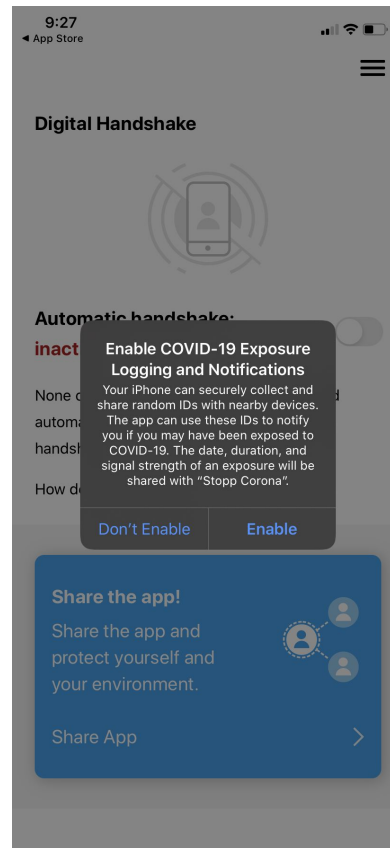 9:27
◀ App Store
Digital Handshake
Automatic handshake:
inact
Enable COVID-19 Exposure
Logging and Notifications
Your iPhone can securely collect and
share random IDs with nearby devices.
The app can use these IDs to notify
you if you may have been exposed to
COVID-19. The date, duration, and
signal strength of an exposure will be
shared with “Stopp Corona”.
Don’t Enable
Enable
None
automa
handsh
How d
Share the app!
Share the app and
protect yourself and
your environment.
Share App